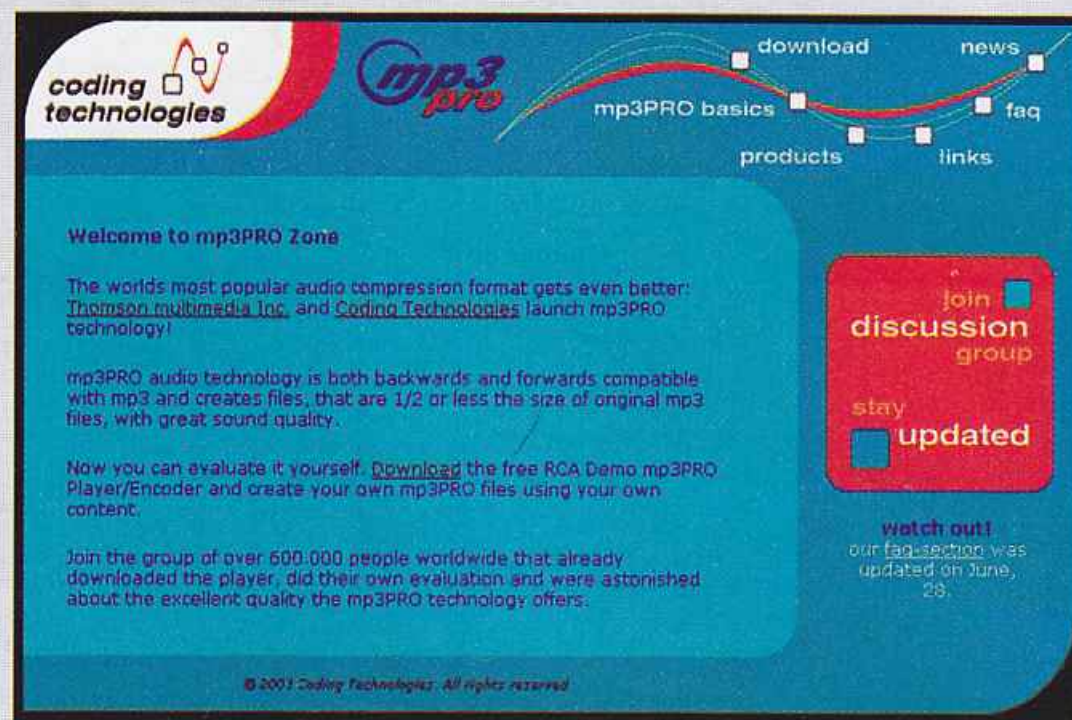 coding
technologies
mp3
pro
download
news
mp3PRO basics
faq
products
links
Welcome to mp3PRO Zone
The worlds most popular audio compression format gets even better:
Thomson multimedia Inc. and Coding Technologies launch mp3PRO
technology!
mp3PRO audio technology is both backwards and forwards compatible
with mp3 and creates files, that are 1/2 or less the size of original mp3
files, with great sound quality.
Now you can evaluate it yourself. Download the free RCA Demo mp3PRO
Player/Encoder and create your own mp3PRO files using your own
content.
Join the group of over 600.000 people worldwide that already
downloaded the player, did their own evaluation and were astonished
about the excellent quality the mp3PRO technology offers.
join
discussion
group
stay
updated
watch out!
our faq-section was
updated on June,
28.
© 2001 Coding Technologies. All rights reserved